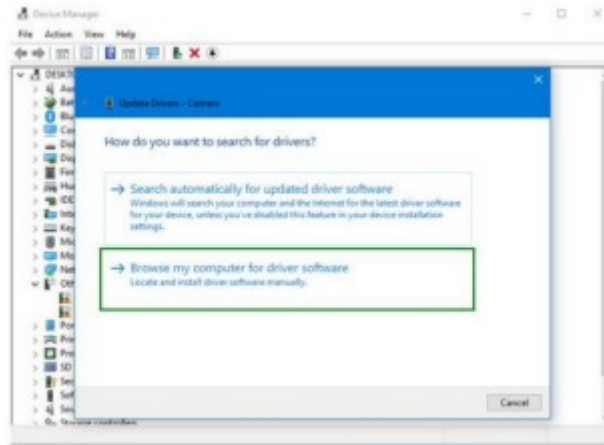 Device Manager
File Action View Help
DESKT
Update Drivers - Camera
How do you want to search for drivers?
Search automatically for updated driver software
Windows will search your computer and the Internet for the latest driver software
for your device, unless you've disabled this feature in your device installation
settings.
Browse my computer for driver software
Locate and install driver software manually.
Cancel
Storage controllers